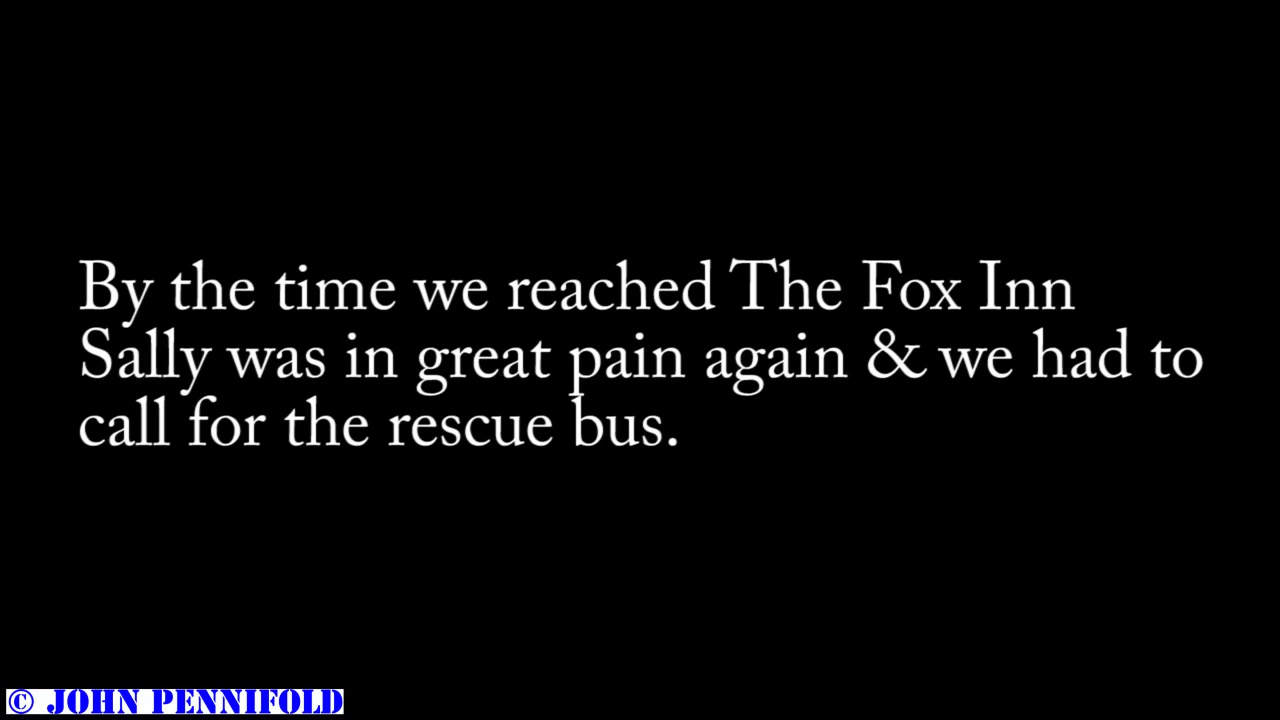 By the time we reached The Fox Inn
Sally was in great pain again & we had to
call for the rescue bus.
© JOHN PENNIFOLD